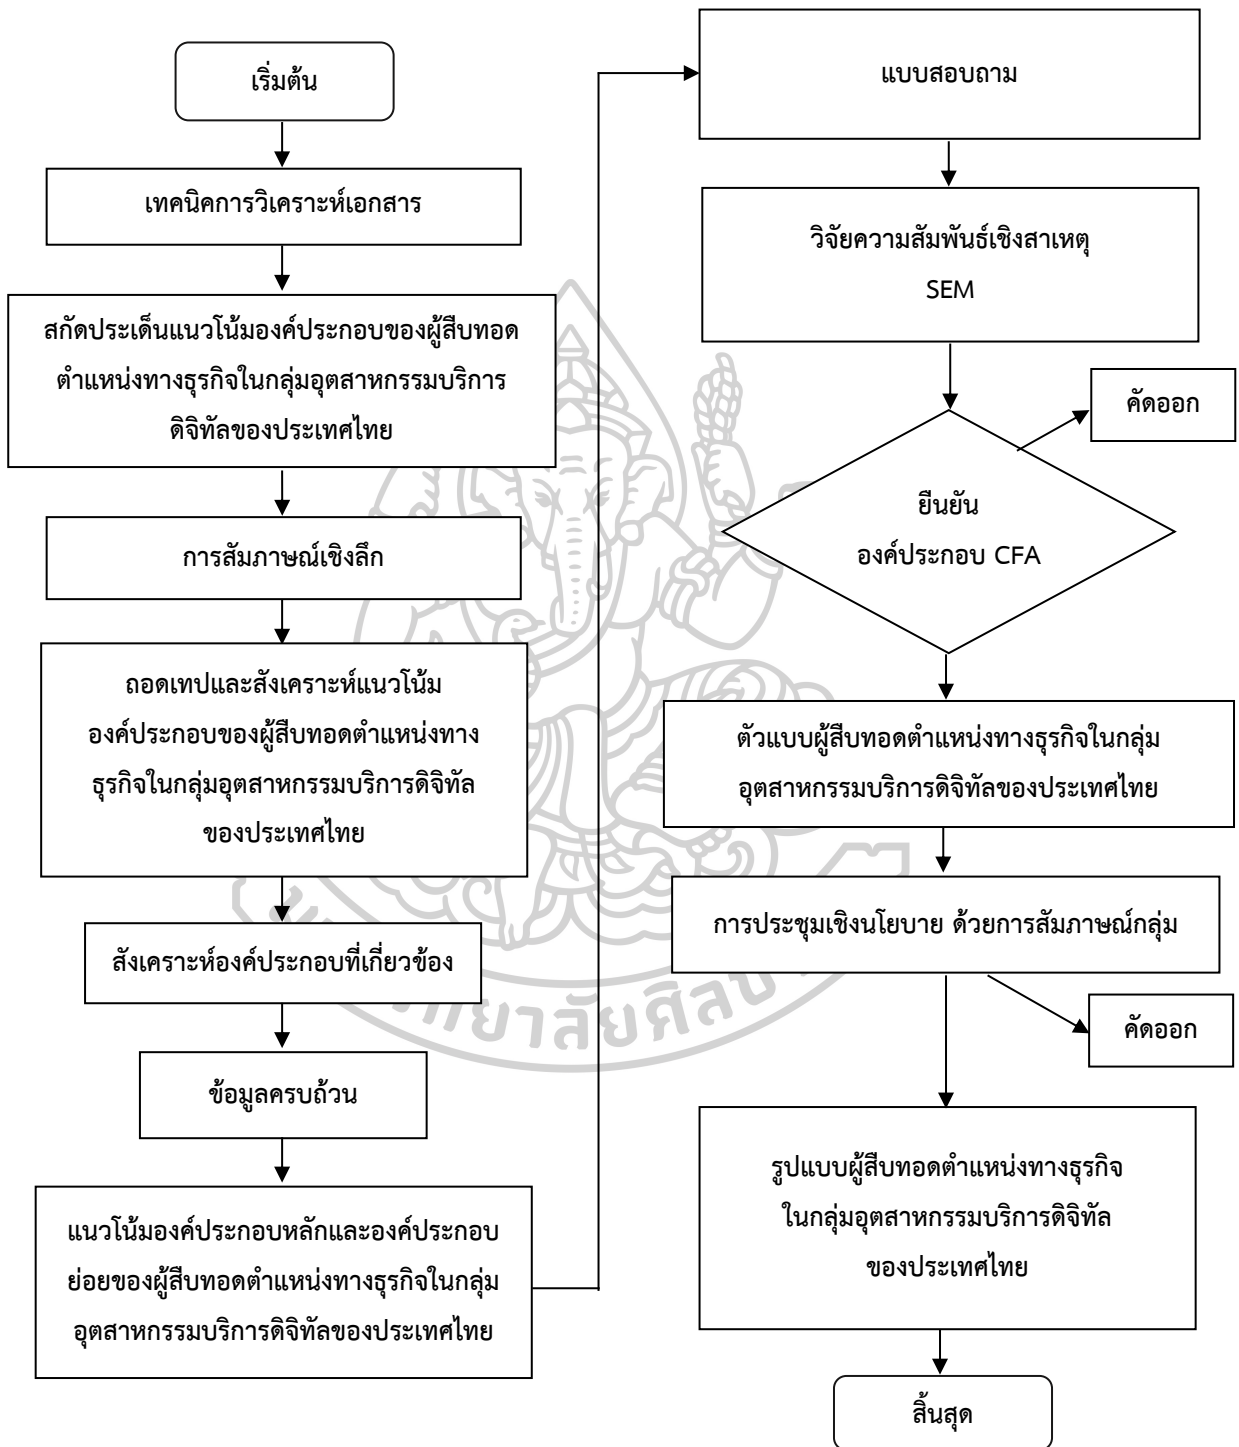 เริ่มต้น
เทคนิคการวิเคราะห์เอกสาร
สกัดประเด็นแนวโน้มองค์ประกอบของผู้สืบทอด
ตำแหน่งทางธุรกิจในกลุ่มอุตสาหกรรมบริการ
ดิจิทัลของประเทศไทย
การสัมภาษณ์เชิงลึก
ถอดเทปและสังเคราะห์แนวโน้ม
องค์ประกอบของผู้สืบทอดตำแหน่งทาง
ธุรกิจในกลุ่มอุตสาหกรรมบริการดิจิทัล
ของประเทศไทย
สังเคราะห์องค์ประกอบที่เกี่ยวข้อง
ข้อมูลครบถ้วน
แนวโน้มองค์ประกอบหลักและองค์ประกอบ
ย่อยของผู้สืบทอดตำแหน่งทางธุรกิจในกลุ่ม
อุตสาหกรรมบริการดิจิทัลของประเทศไทย
แบบสอบถาม
วิจัยความสัมพันธ์เชิงสาเหตุ
SEM
คัดออก
ยืนยัน
องค์ประกอบ CFA
ตัวแบบผู้สืบทอดตำแหน่งทางธุรกิจในกลุ่ม
อุตสาหกรรมบริการดิจิทัลของประเทศไทย
การประชุมเชิงนโยบาย ด้วยการสัมภาษณ์กลุ่ม
คัดออก
รูปแบบผู้สืบทอดตำแหน่งทางธุรกิจ
ในกลุ่มอุตสาหกรรมบริการดิจิทัล
ของประเทศไทย
สิ้นสุด